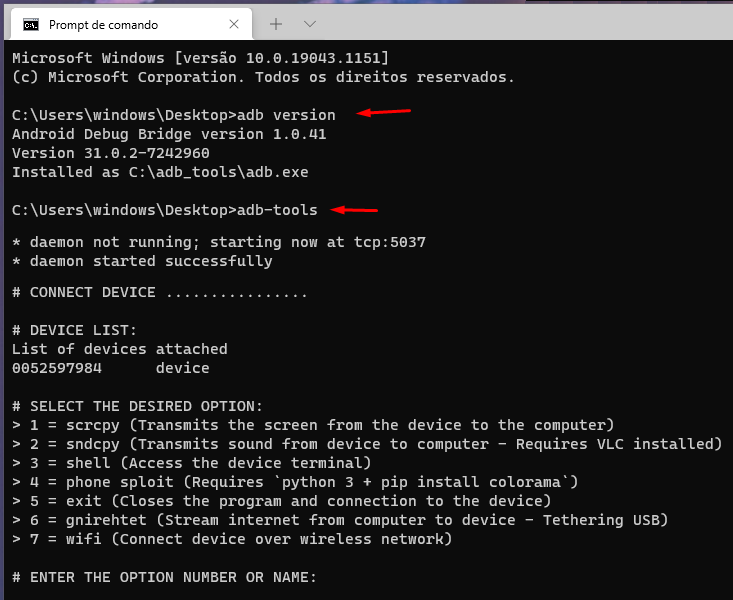 Prompt de comando
Microsoft Windows [versão 10.0.19043.1151]
(c) Microsoft Corporation. Todos os direitos reservados.
C:\Users\windows\Desktop>adb version
Android Debug Bridge version 1.0.41
Version 31.0.2-7242960
Installed as C:\adb_tools\adb.exe
C:\Users\windows\Desktop>adb-tools
* daemon not running; starting now at tcp:5037
* daemon started successfully
# CONNECT DEVICE ................
# DEVICE LIST:
List of devices attached
0052597984      device
# SELECT THE DESIRED OPTION:
> 1 = scrcpy (Transmits the screen from the device to the computer)
> 2 = sndcpy (Transmits sound from device to computer - Requires VLC installed)
> 3 = shell (Access the device terminal)
> 4 = phone sploit (Requires `python 3 + pip install colorama`)
> 5 = exit (Closes the program and connection to the device)
> 6 = gnirehtet (Stream internet from computer to device - Tethering USB)
> 7 = wifi (Connect device over wireless network)
# ENTER THE OPTION NUMBER OR NAME: